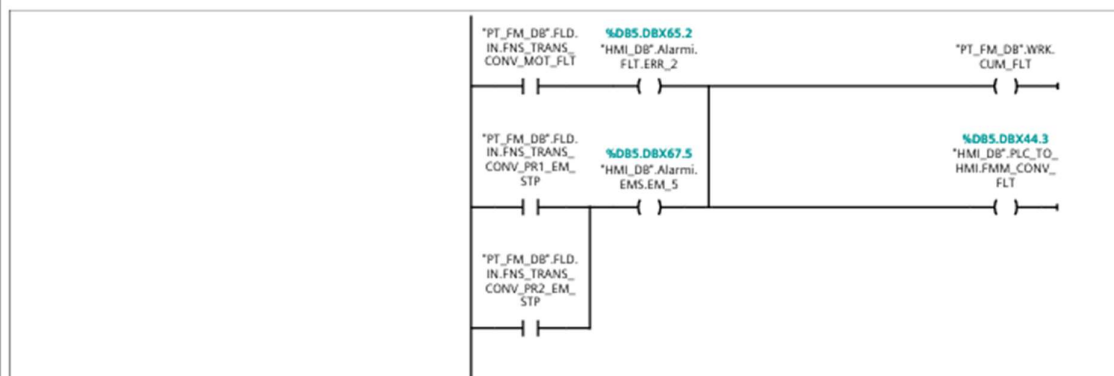 "PT_FM_DB".FLD.
IN.FNS_TRANS_
CONV_MOT_FLT
%DB5.DBX65.2
"HMI_DB".Alarmi.
FLT.ERR_2
"PT_FM_DB".WRK.
CUM_FLT
"PT_FM_DB".FLD.
IN.FNS_TRANS_
CONV_PR1_EM_
STP
%DB5.DBX67.5
"HMI_DB".Alarmi.
EMS.EM_5
%DB5.DBX44.3
"HMI_DB".PLC_TO_
HMI.FMM_CONV_
FLT
"PT_FM_DB".FLD.
IN.FNS_TRANS_
CONV_PR2_EM_
STP